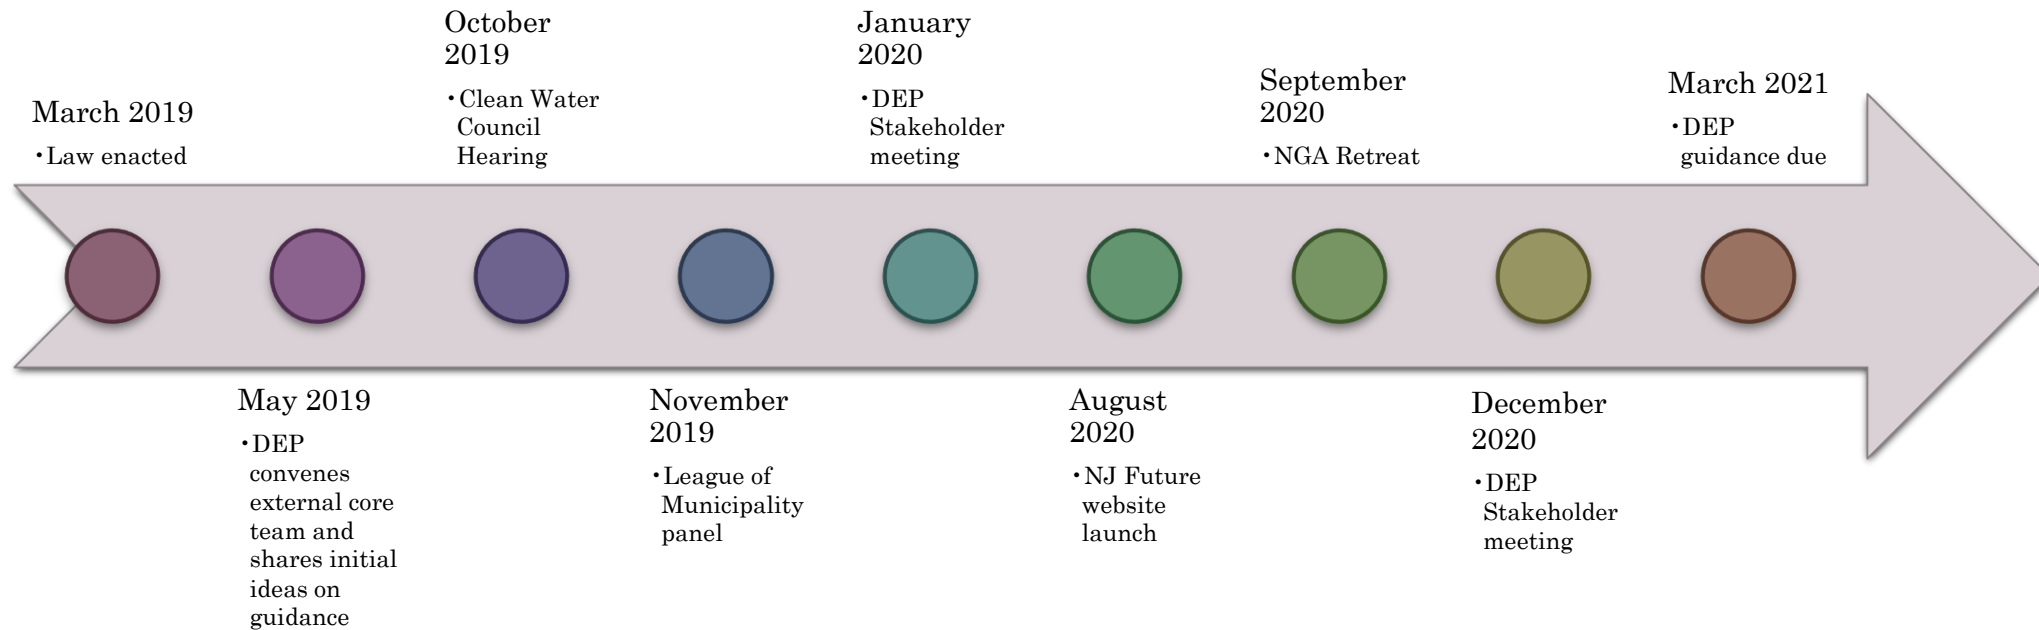 March 2019
•Law enacted
May 2019
•DEP
convenes
external core
team and
shares initial
ideas on
guidance
October
2019
•Clean Water
Council
Hearing
November
2019
•League of
Municipality
panel
January
2020
•DEP
Stakeholder
meeting
August
2020
•NJ Future
website
launch
September
2020
•NGA Retreat
December
2020
•DEP
Stakeholder
meeting
March 2021
•DEP
guidance due